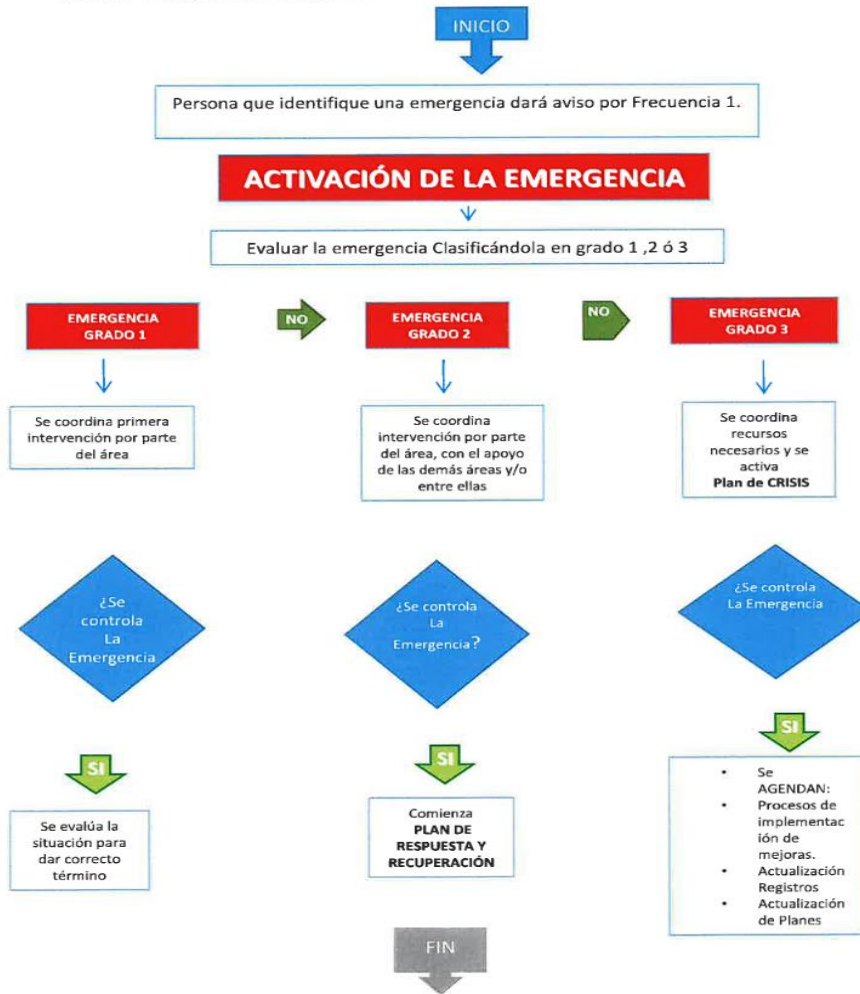 INICIO
Persona que identifique una emergencia dará aviso por Frecuencia 1.
ACTIVACIÓN DE LA EMERGENCIA
Evaluar la emergencia Clasificándola en grado 1 ,2 ó 3
EMERGENCIA
GRADO 1
NO
EMERGENCIA
GRADO 2
NO
EMERGENCIA
GRADO 3
Se coordina primera
intervención por parte
del área
Se coordina
intervención por parte
del área, con el apoyo
de las demás áreas y/o
entre ellas
Se coordina
recursos
necesarios y se
activa
Plan de CRISIS
¿Se
controla
La
Emergencia
¿Se controla
La
Emergencia?
¿Se controla
La Emergencia
SI
SI
SI
Se evalúa la
situación para
dar correcto
término
Comienza
PLAN DE
RESPUESTA Y
RECUPERACIÓN
• Se
AGENDAN:
• Procesos de
implementac
ión de
mejoras.
• Actualización
Registros
• Actualización
de Planes
FIN